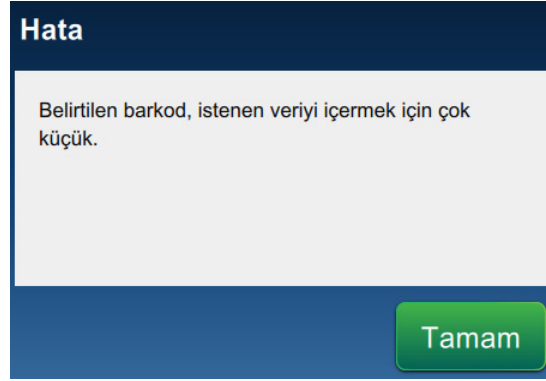 Hata
Belirtilen barkod, istenen veriyi içermek için çok
küçük.
Tamam